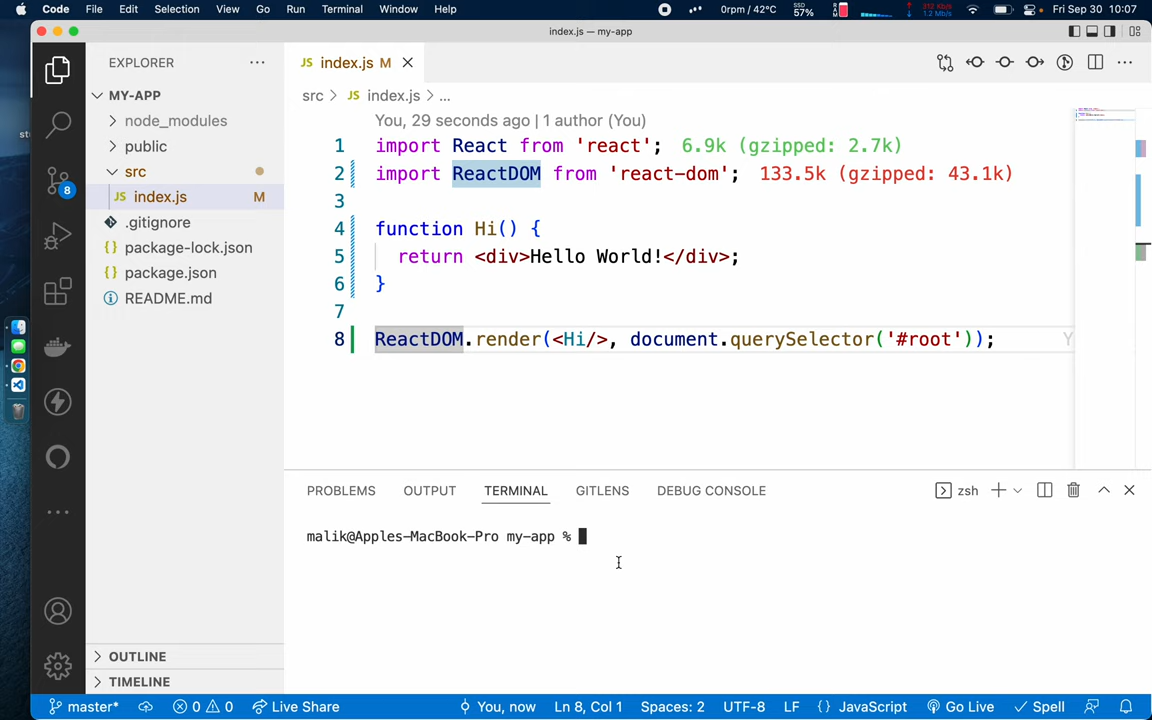 Code File Edit Selection View Go Run Terminal Window Help 0rpm / 42°C SSD 57% Fri Sep 30 10:07
index.js — my-app
EXPLORER
JS index.js M
MY-APP
src > JS index.js > ...
node_modules
You, 29 seconds ago | 1 author (You)
public
1 import React from 'react'; 6.9k (gzipped: 2.7k)
src
2 import ReactDOM from 'react-dom'; 133.5k (gzipped: 43.1k)
JS index.js M
3
.gitignore
4 function Hi() {
{} package-lock.json
5 return <div>Hello World!</div>;
{} package.json
6 }
README.md
7
8 ReactDOM.render(<Hi/>, document.querySelector('#root'));
8
PROBLEMS OUTPUT TERMINAL GITLENS DEBUG CONSOLE zsh
malik@Apples-MacBook-Pro my-app %
OUTLINE
TIMELINE
master* 0 0 Live Share You, now Ln 8, Col 1 Spaces: 2 UTF-8 LF {} JavaScript Go Live Spell